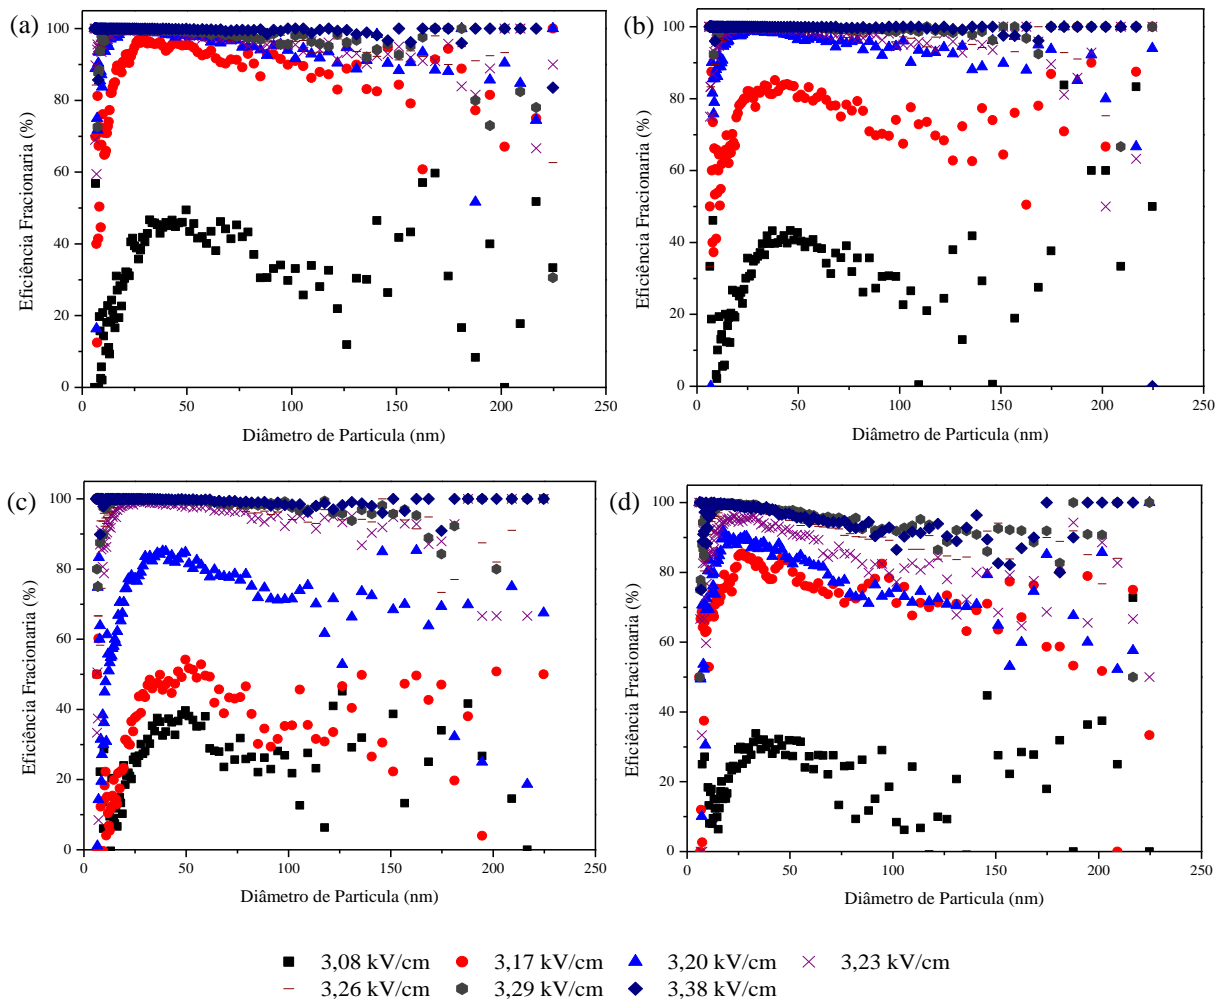 (a)
Eficiência Fracionaria (%)
100
80
60
40
20
0
0 50 100 150 200 250
Diâmetro de Particula (nm)
(b)
Eficiência Fracionaria (%)
100
80
60
40
20
0
0 50 100 150 200 250
Diâmetro de Particula (nm)
(c)
Eficiência Fracionaria (%)
100
80
60
40
20
0
0 50 100 150 200 250
Diâmetro de Particula (nm)
(d)
Eficiência Fracionaria (%)
100
80
60
40
20
0
0 50 100 150 200 250
Diâmetro de Particula (nm)
3,08 kV/cm 3,17 kV/cm 3,20 kV/cm 3,23 kV/cm
3,26 kV/cm 3,29 kV/cm 3,38 kV/cm